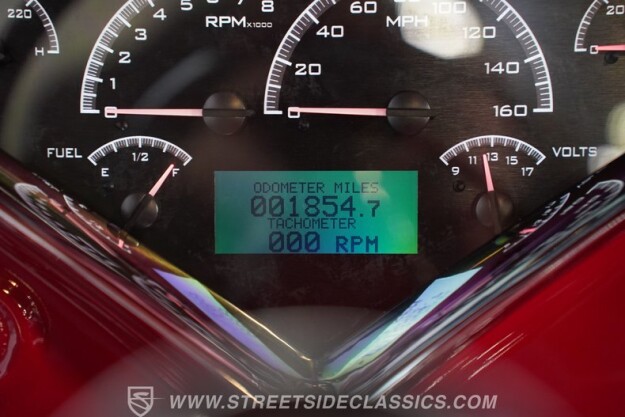 220
H
1 2 3 4 5 6 7 8
RPMx1000
0
MPH
0 20 40 60 80 100 120 140 160
20
FUEL
E 1/2 F
ODOMETER MILES
001854.7
TACHOMETER
000 RPM
9 11 13 15 17
VOLTS
WWW.STREETSIDECLASSICS.COM